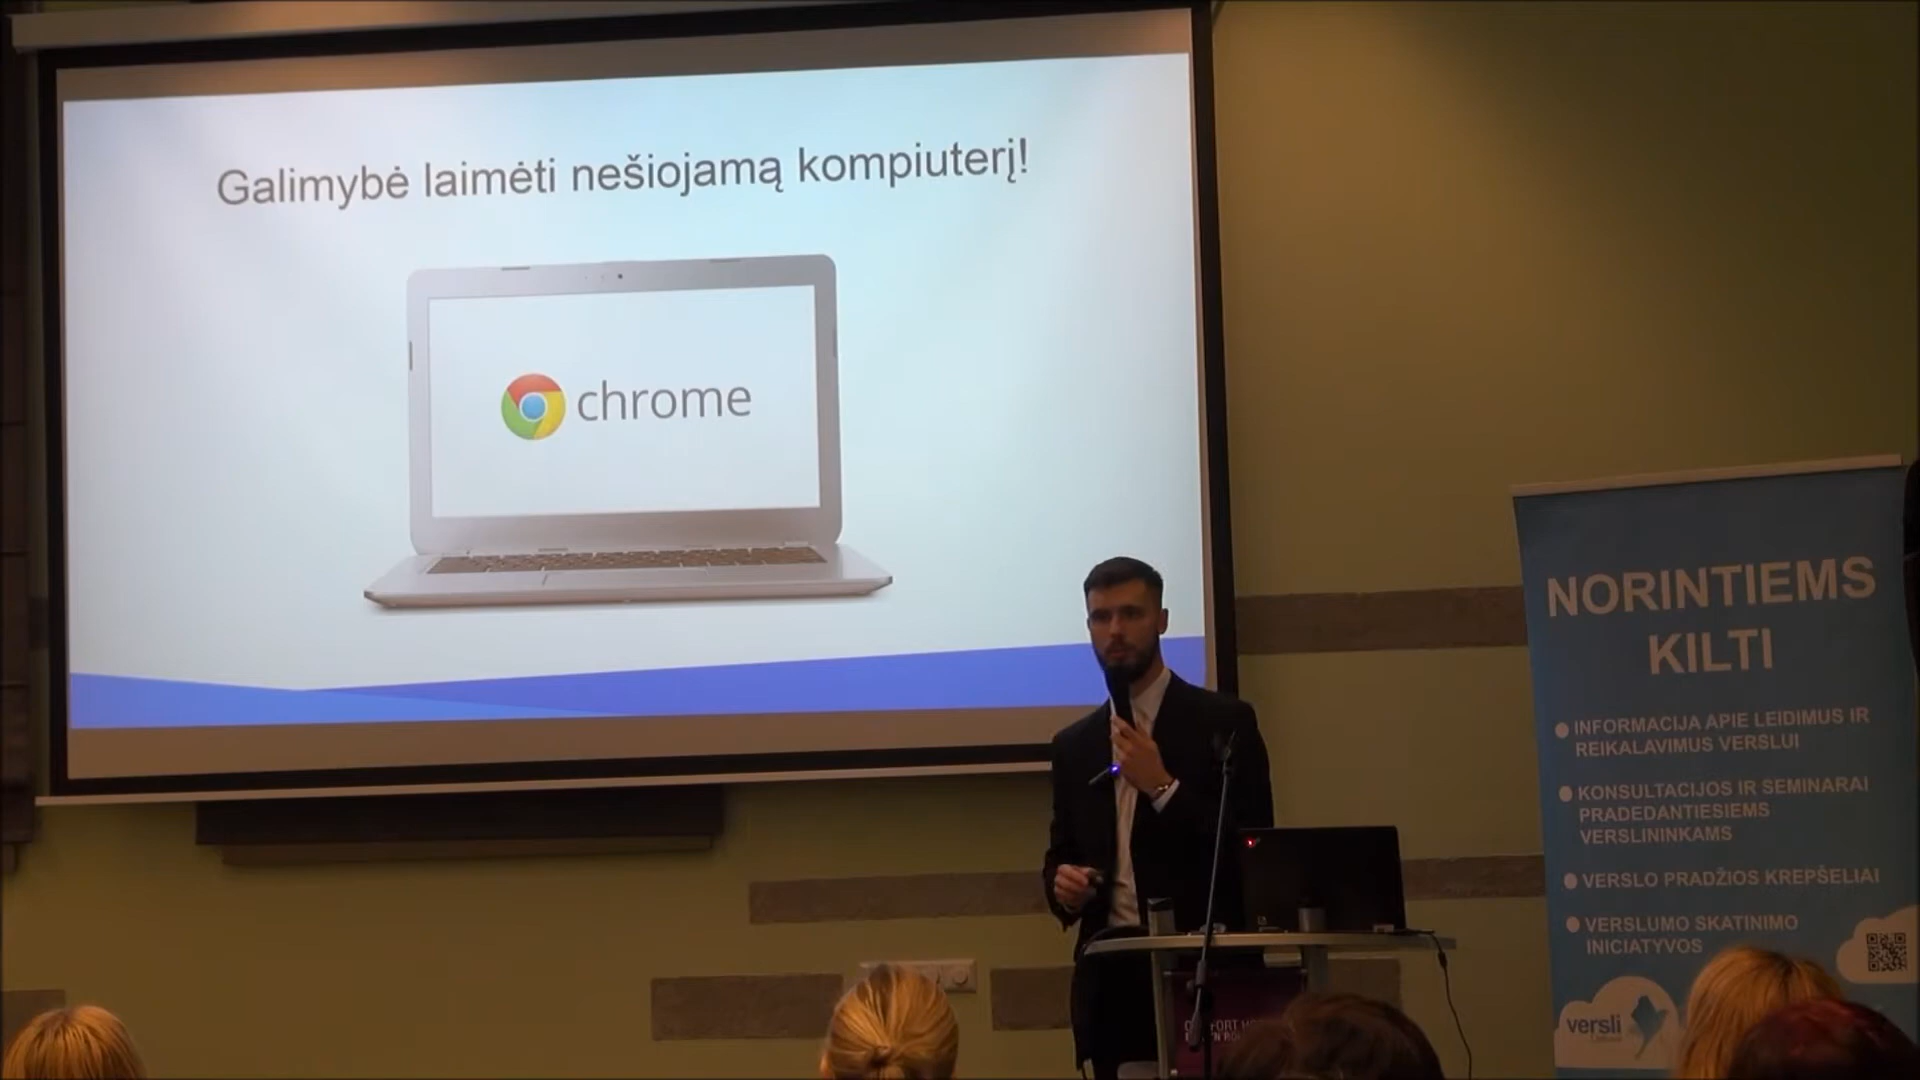 Galimybė laimėti nešiojamą kompiuterį!
chrome
NORINTIEMS
KILTI
INFORMACIJA APIE LEIDIMUS IR
REIKALAVIMUS VERSLUI
KONSULTACIJOS IR SEMINARAI
PRADEDANTIESIEMS
VERSLININKAMS
VERSLO PRADŽIOS KREPŠELIAI
VERSLUMO SKATINIMO
INICIATYVOS
versli